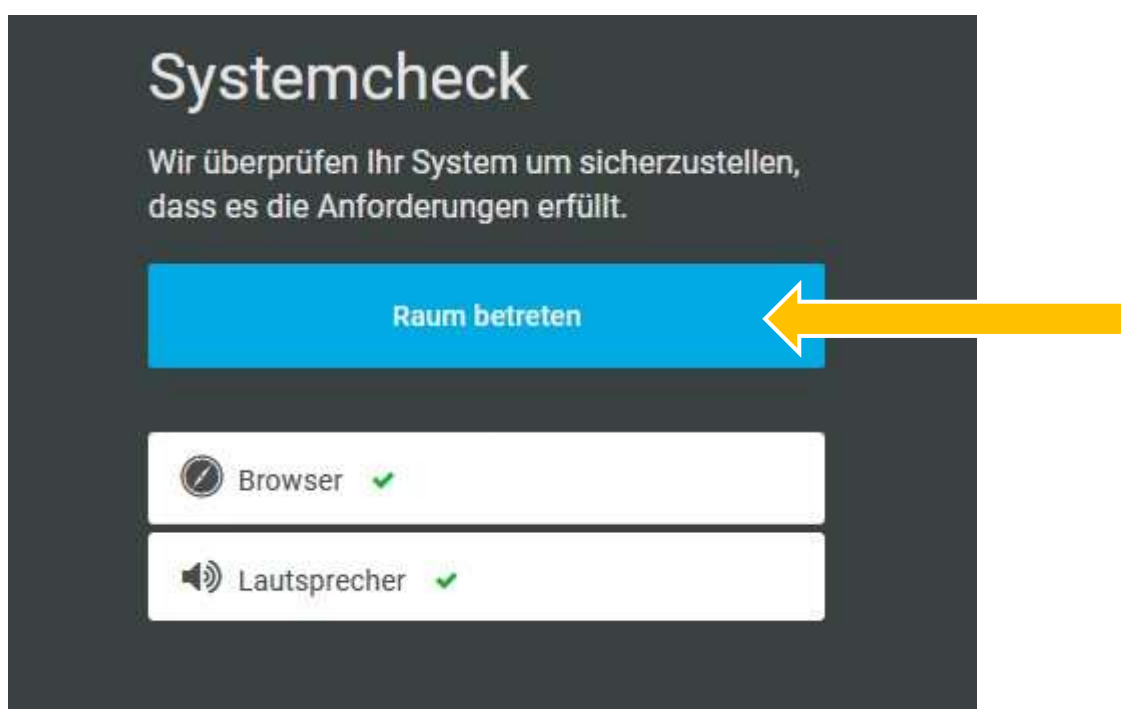 Systemcheck
Wir überprüfen Ihr System um sicherzustellen,
dass es die Anforderungen erfüllt.
Raum betreten
Browser
Lautsprecher